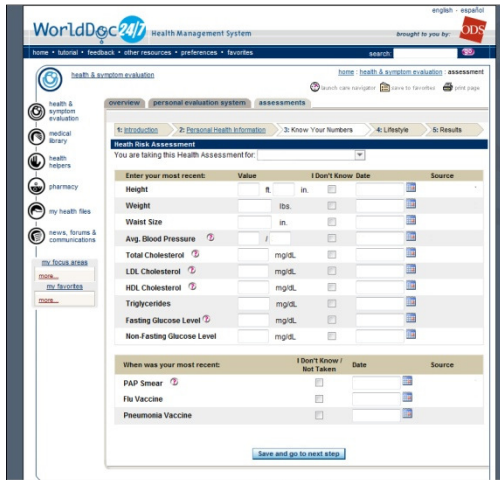 english - español
WorlDDoc 24/7 Health Management System
brought to you by: ODS
home • tutorial • feedback • other resources • preferences • favorites
search:
health & symptom evaluation
home : health & symptom evaluation : assessment
launch care navigator save to favorites print page
health & symptom evaluation
medical library
health helpers
pharmacy
my health files
news, forums & communications
my focus areas
more...
my favorites
more...
overview personal evaluation system assessments
1: Introduction 2: Personal Health Information 3: Know Your Numbers 4: Lifestyle 5: Results
Heath Risk Assessment
You are taking this Health Assessment for:
Enter your most recent: Value I Don't Know Date Source
Height ft. in.
Weight lbs.
Waist Size in.
Avg. Blood Pressure /
Total Cholesterol mg/dL
LDL Cholesterol mg/dL
HDL Cholesterol mg/dL
Triglycerides mg/dL
Fasting Glucose Level mg/dL
Non-Fasting Glucose Level mg/dL
When was your most recent: I Don't Know / Not Taken Date Source
PAP Smear
Flu Vaccine
Pneumonia Vaccine
Save and go to next step